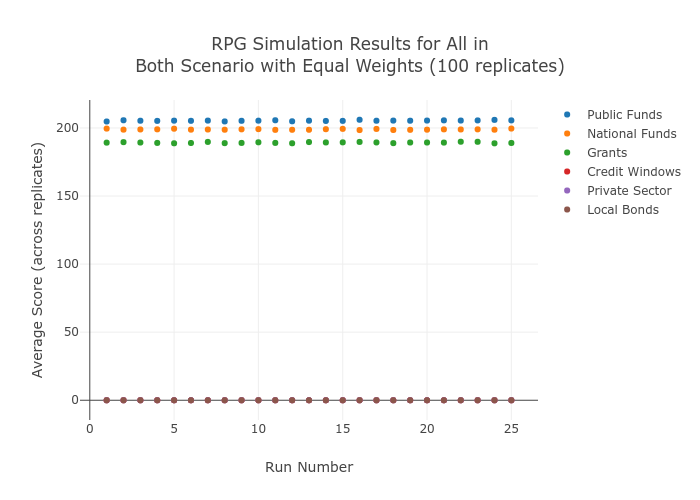 RPG Simulation Results for All in
Both Scenario with Equal Weights (100 replicates)
Average Score (across replicates)
200
150
100
50
0
0
5
10
15
20
25
Run Number
Public Funds
National Funds
Grants
Credit Windows
Private Sector
Local Bonds